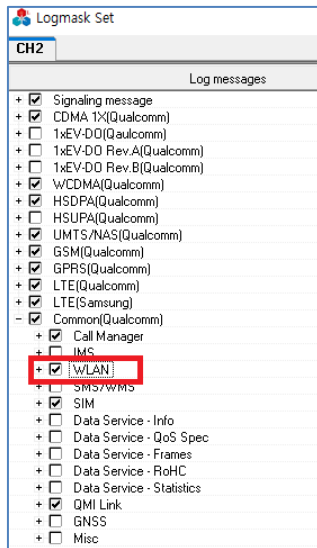 Logmask Set
CH2
Log messages
Signaling message
CDMA 1X(Qualcomm)
1xEV-DO(Qaulcomm)
1xEV-DO Rev.A(Qualcomm)
1xEV-DO Rev.B(Qualcomm)
WCDMA(Qualcomm)
HSDPA(Qualcomm)
HSUPA(Qualcomm)
UMTS/NAS(Qualcomm)
GSM(Qualcomm)
GPRS(Qualcomm)
LTE(Qualcomm)
LTE(Samsung)
Common(Qualcomm)
Call Manager
IMS
WLAN
SMS/WMS
SIM
Data Service - Info
Data Service - QoS Spec
Data Service - Frames
Data Service - RoHC
Data Service - Statistics
QMI Link
GNSS
Misc